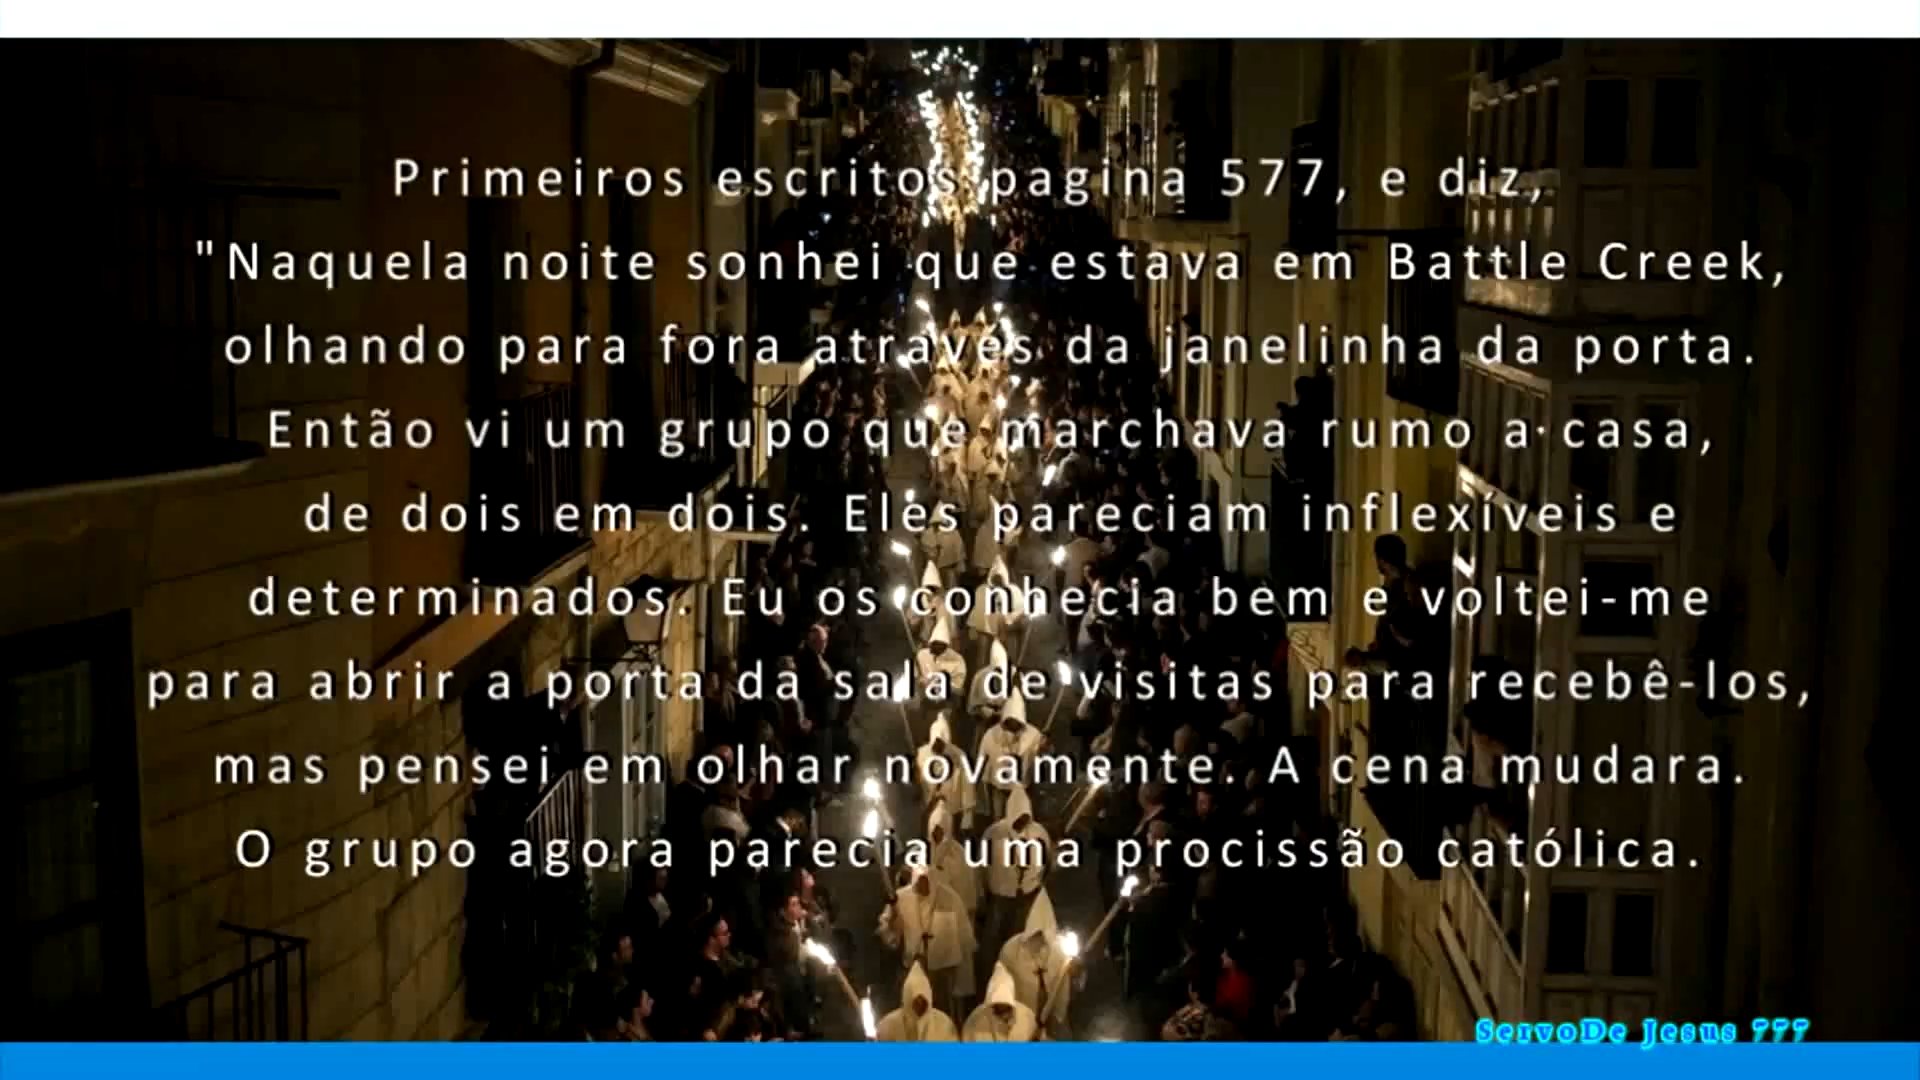 Primeiros escritos pagina 577, e diz,
"Naquela noite sonhei que estava em Battle Creek,
olhando para fora através da janelinha da porta.
Então vi um grupo que marchava rumo a casa,
de dois em dois. Eles pareciam inflexíveis e
determinados. Eu os conhecia bem e voltei-me
para abrir a porta da sala de visitas para recebê-los,
mas pensei em olhar novamente. A cena mudara.
O grupo agora parecia uma procissão católica.
ServoDe Jesus 777